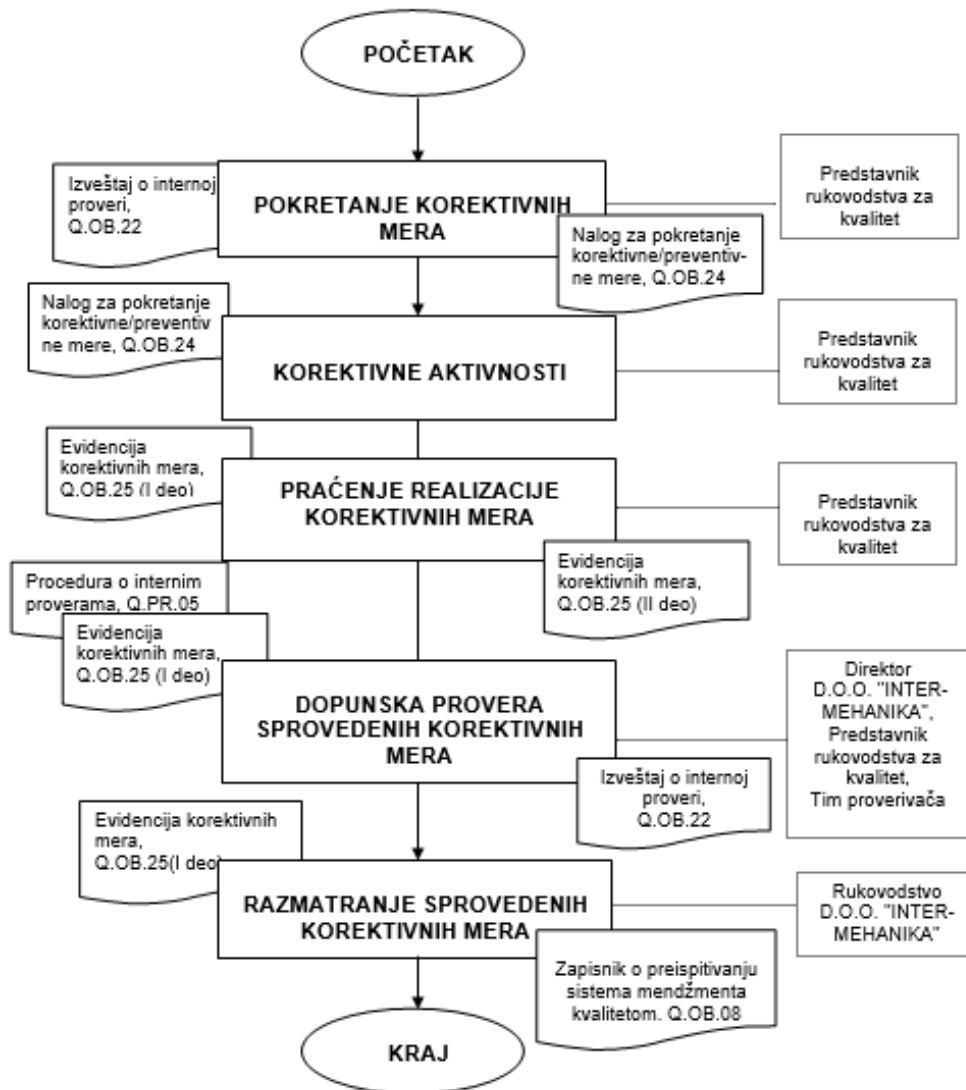 POČETAK
Izveštaj o internoj
proveri,
Q.OB.22
POKRETANJE KOREKTIVNIH
MERA
Predstavnik
rukovodstva za
kvalitet
Nalog za pokretanje
korektivne/preventiv-
ne mere, Q.OB.24
Nalog za pokretanje
korektivne/preventiv
ne mere, Q.OB.24
KOREKTIVNE AKTIVNOSTI
Predstavnik
rukovodstva za
kvalitet
Evidencija
korektivnih mera,
Q.OB.25 (I deo)
PRAĆENJE REALIZACIJE
KOREKTIVNIH MERA
Predstavnik
rukovodstva za
kvalitet
Evidencija
korektivnih mera,
Q.OB.25 (II deo)
Procedura o internim
proverama, Q.PR.05
Evidencija
korektivnih mera,
Q.OB.25 (I deo)
DOPUNSKA PROVERA
SPROVEDENIH KOREKTIVNIH
MERA
Direktor
D.O.O. "INTER-
MEHANIKA",
Predstavnik
rukovodstva za
kvalitet,
Tim proverivača
Izveštaj o internoj
proveri,
Q.OB.22
Evidencija korektivnih
mera,
Q.OB.25(I deo)
RAZMATRANJE SPROVEDENIH
KOREKTIVNIH MERA
Rukovodstvo
D.O.O. "INTER-
MEHANIKA"
Zapisnik o preispitivanju
sistema mendžmenta
kvalitetom. Q.OB.08
KRAJ